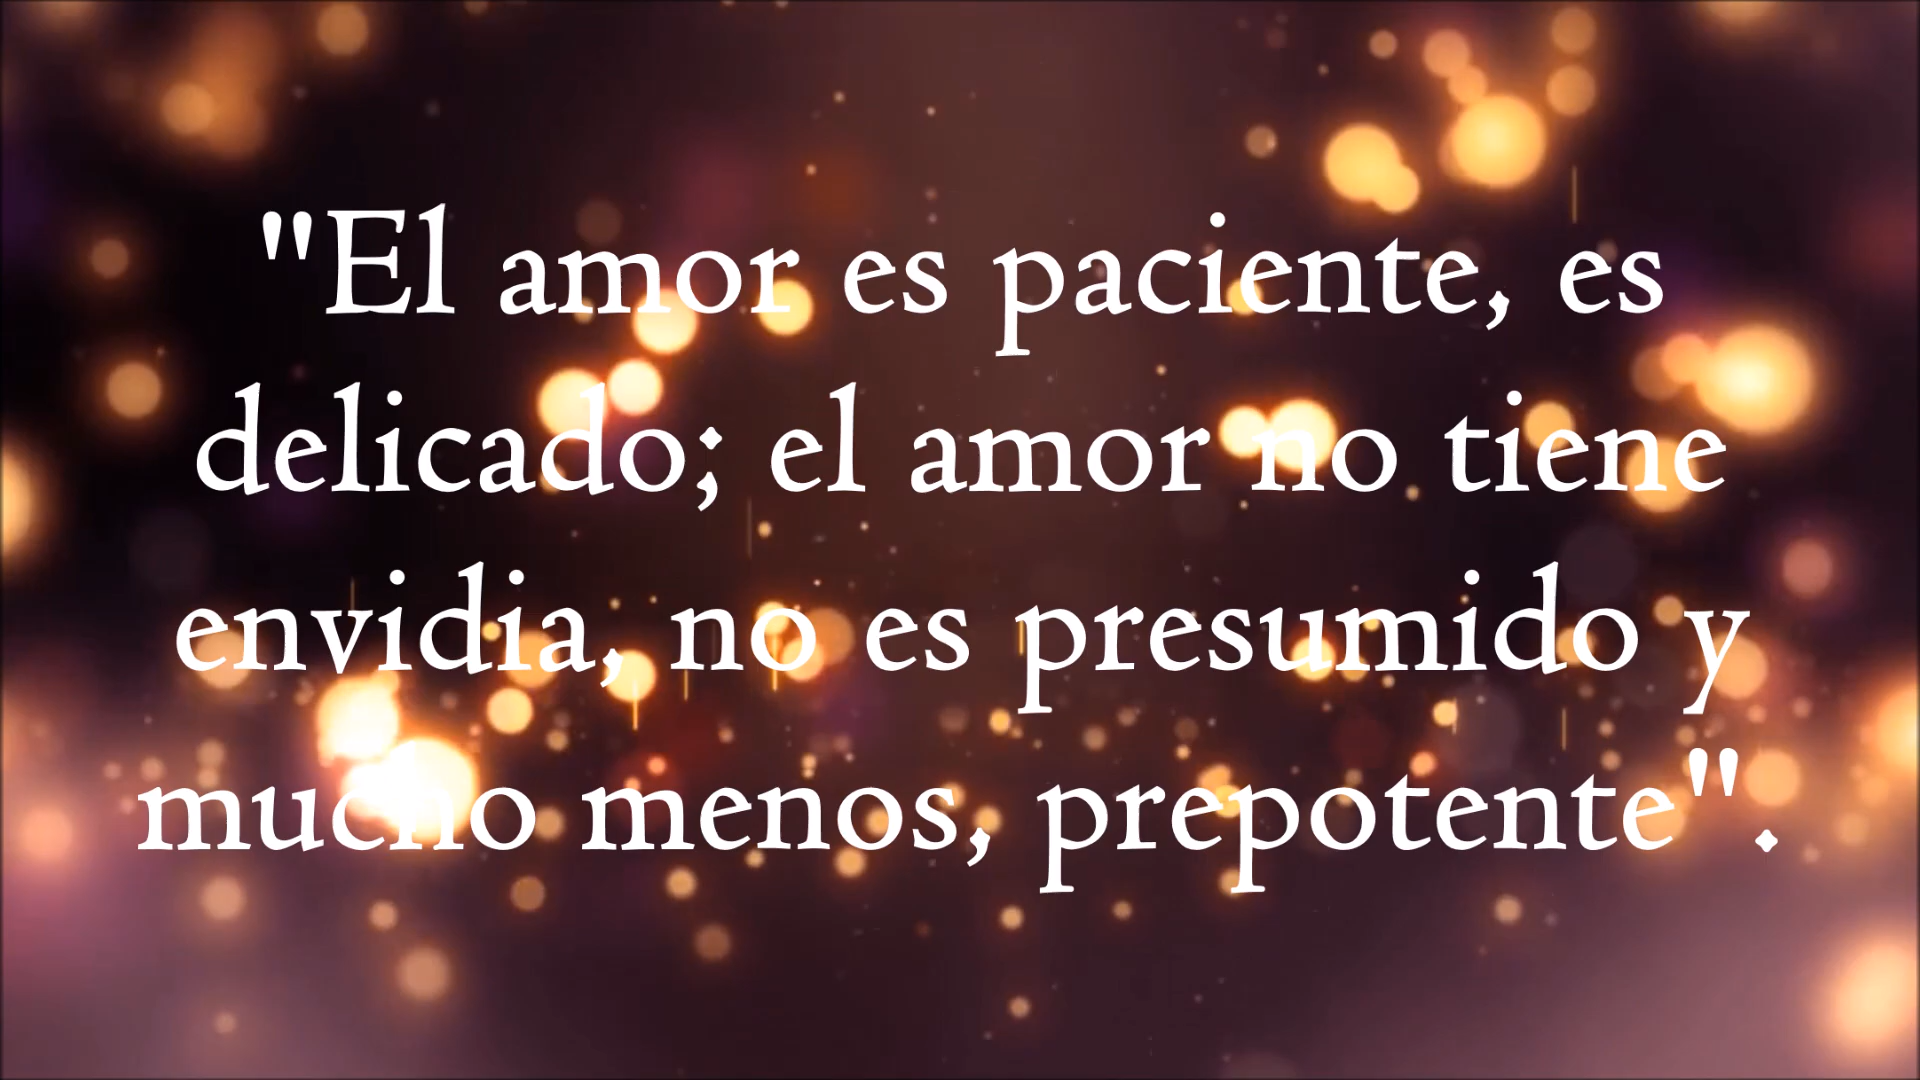 "El amor es paciente, es
delicado; el amor no tiene
envidia, no es presumido y
mucho menos, prepotente".